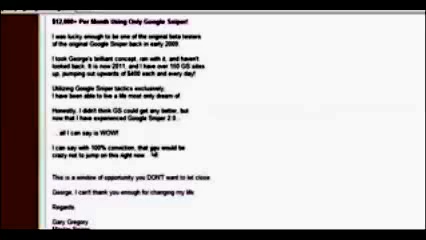 $12,000+ Per Month Using Only Google Sniper!
I was lucky enough to be one of the original beta testers
of the original Google Sniper back in early 2009.
I took George's brilliant concept, ran with it, and haven't
looked back. It is now 2011, and I have over 100 GS sites
up, pumping out upwards of $400 each and every day!
Utilizing Google Sniper tactics exclusively,
I have been able to live a life most only dream of
Honestly, I didn't think GS could get any better, but
now that I have experienced Google Sniper 2.0...
...all I can say is WOW!
I can say with 100% conviction, that you would be
crazy not to jump on this right now
This is a window of opportunity you DON'T want to let close
George, I can't thank you enough for changing my life
Regards
Gary Gregory